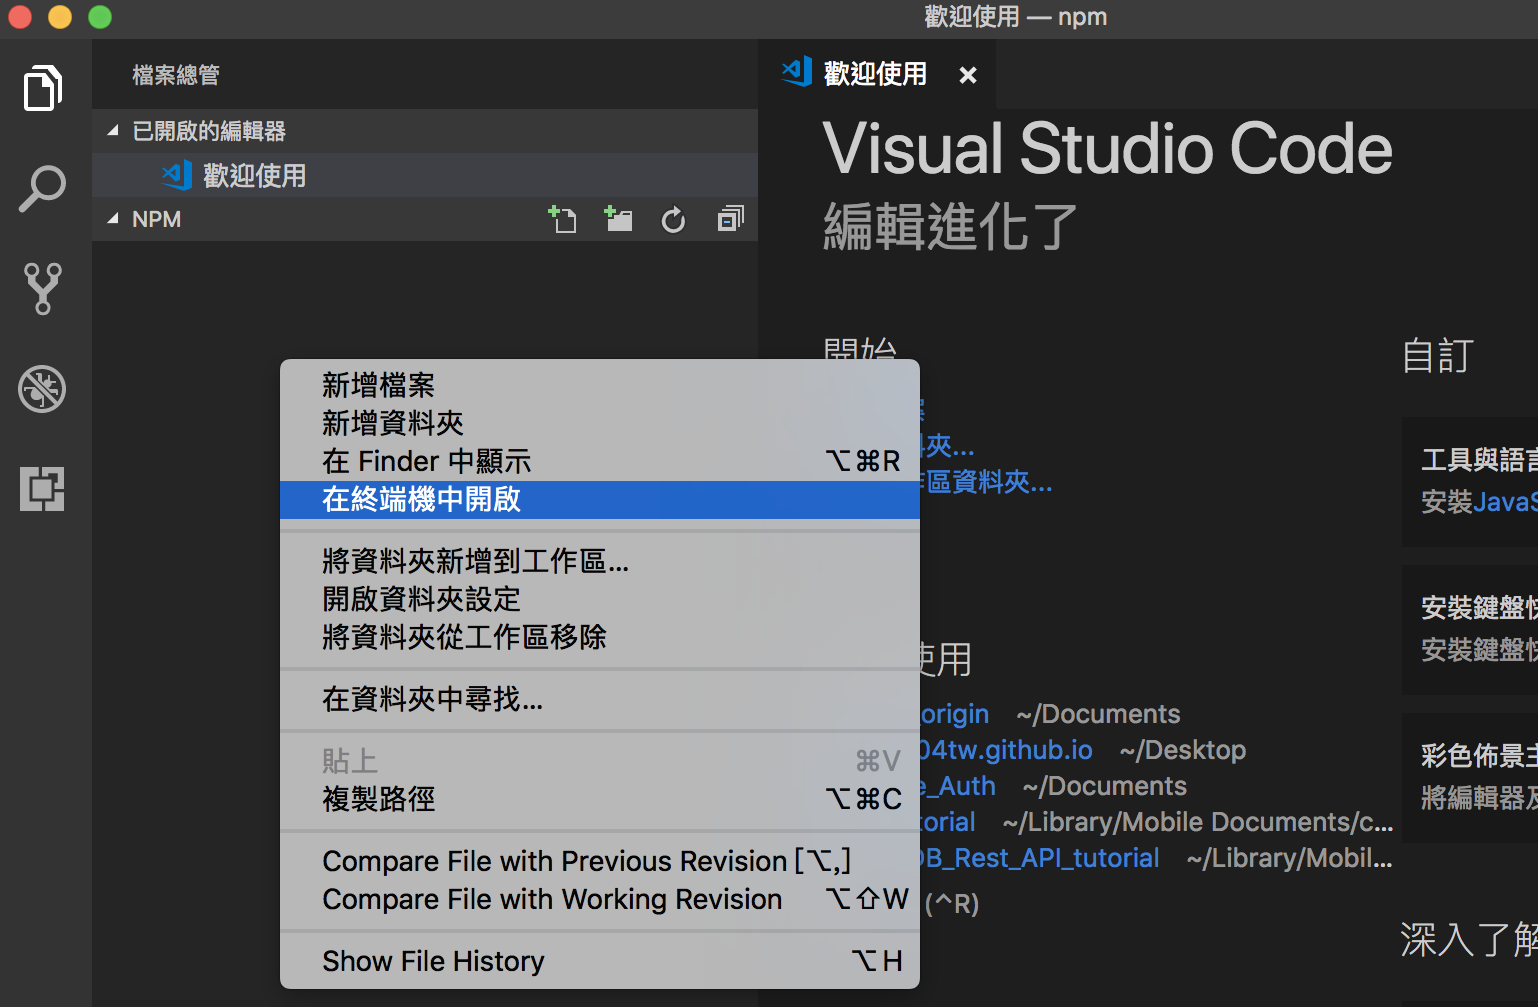 歡迎使用 — npm
檔案總管
已開啟的編輯器
歡迎使用
NPM
歡迎使用
Visual Studio Code
編輯進化了
開始
夾...
區資料夾...
使用
origin ~/Documents
04tw.github.io ~/Desktop
e_Auth ~/Documents
torial ~/Library/Mobile Documents/c...
DB_Rest_API_tutorial ~/Library/Mobil...
(^R)
自訂
工具與語言
安裝JavaS
安裝鍵盤快
安裝鍵盤快
彩色佈景主
將編輯器及
深入了解
新增檔案
新增資料夾
在 Finder 中顯示 ⌥⌘R
在終端機中開啟
將資料夾新增到工作區...
開啟資料夾設定
將資料夾從工作區移除
在資料夾中尋找...
貼上 ⌘V
複製路徑 ⌥⌘C
Compare File with Previous Revision [⌥,]
Compare File with Working Revision ⌥⇧W
Show File History ⌥H